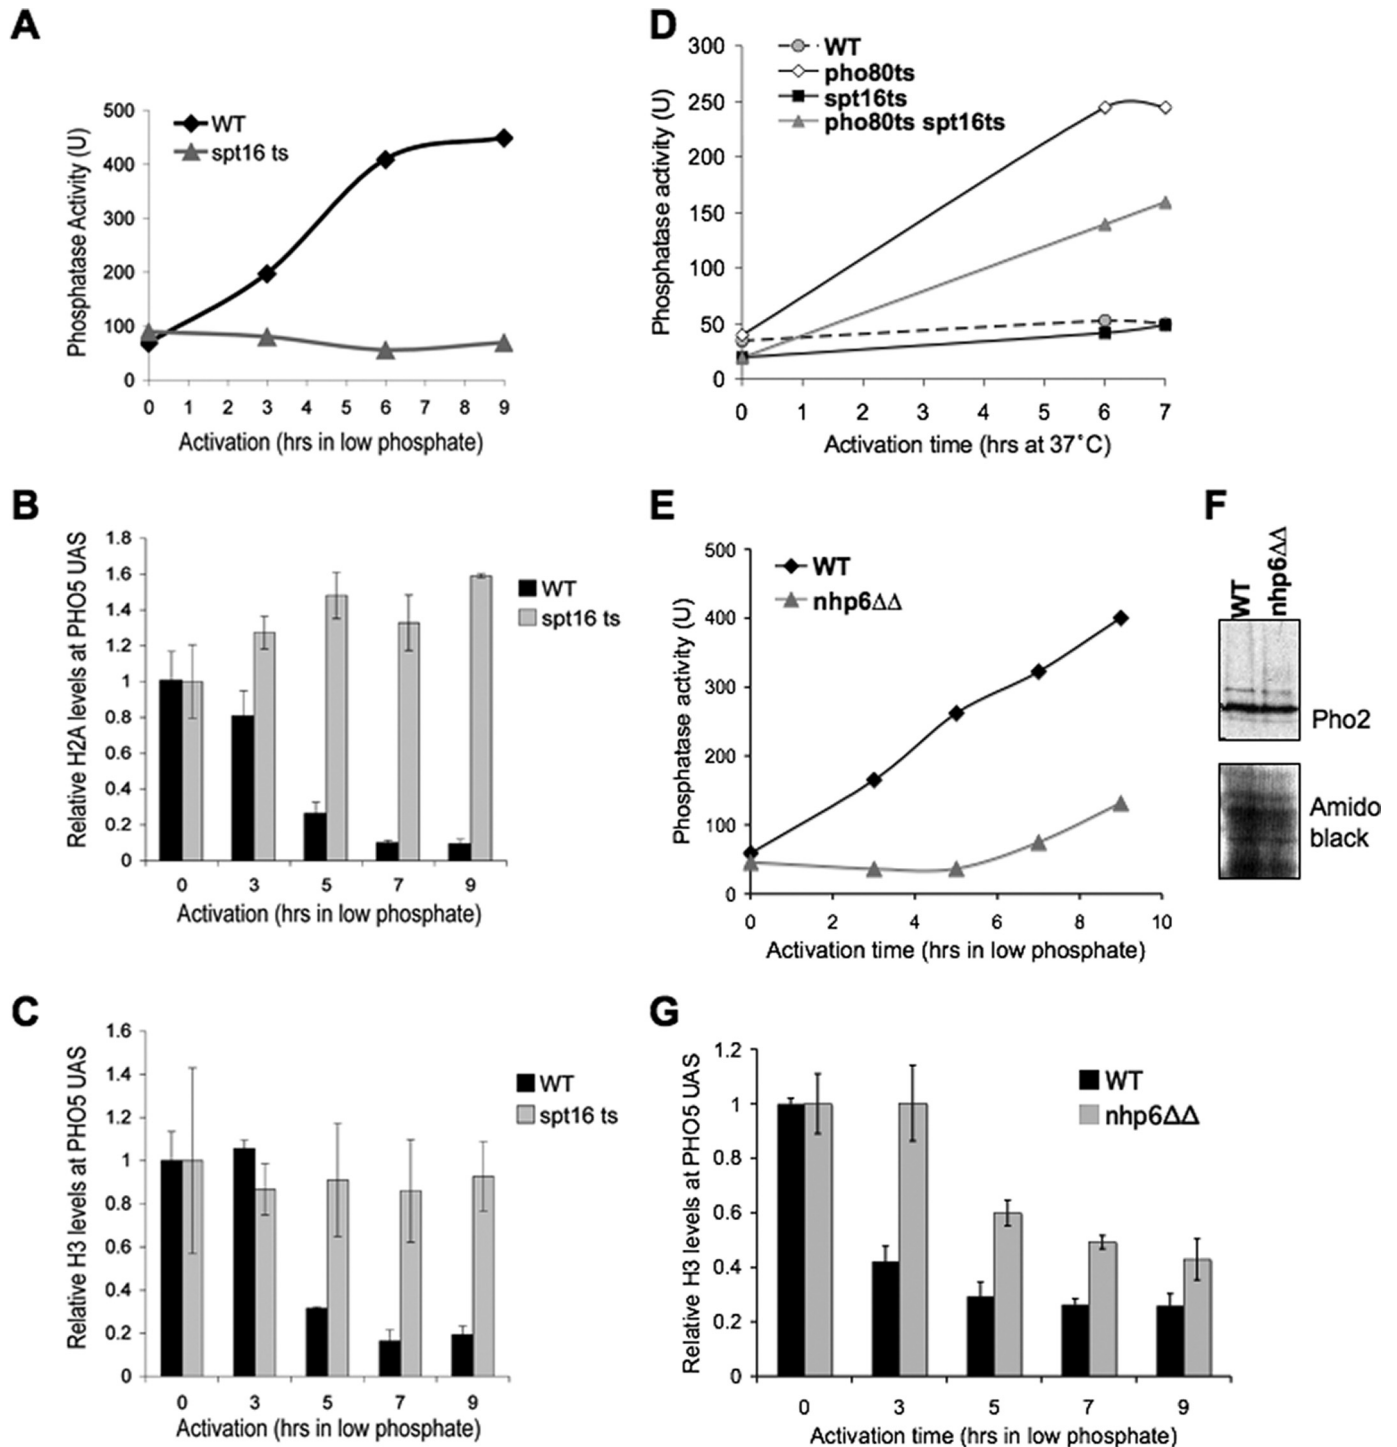 A
500
400
300
200
100
0
Phosphatase Activity (U)
WT
spt16 ts
0 1 2 3 4 5 6 7 8 9
Activation (hrs in low phosphate)
D
300
250
200
150
100
50
0
Phosphatase activity (U)
WT
pho80ts
spt16ts
pho80ts spt16ts
0 1 2 3 4 5 6 7
Activation time (hrs at 37˚C)
B
1.8
1.6
1.4
1.2
1
0.8
0.6
0.4
0.2
0
Relative H2A levels at PHO5 UAS
WT
spt16 ts
0 3 5 7 9
Activation (hrs in low phosphate)
E
500
400
300
200
100
0
Phosphatase activity (U)
WT
nhp6ΔΔ
0 2 4 6 8 10
Activation time (hrs in low phosphate)
F
WT
nhp6ΔΔ
Pho2
Amido
black
C
1.6
1.4
1.2
1
0.8
0.6
0.4
0.2
0
Relative H3 levels at PHO5 UAS
WT
spt16 ts
0 3 5 7 9
Activation (hrs in low phosphate)
G
1.2
1
0.8
0.6
0.4
0.2
0
Relative H3 levels at PHO5 UAS
WT
nhp6ΔΔ
0 3 5 7 9
Activation time (hrs in low phosphate)